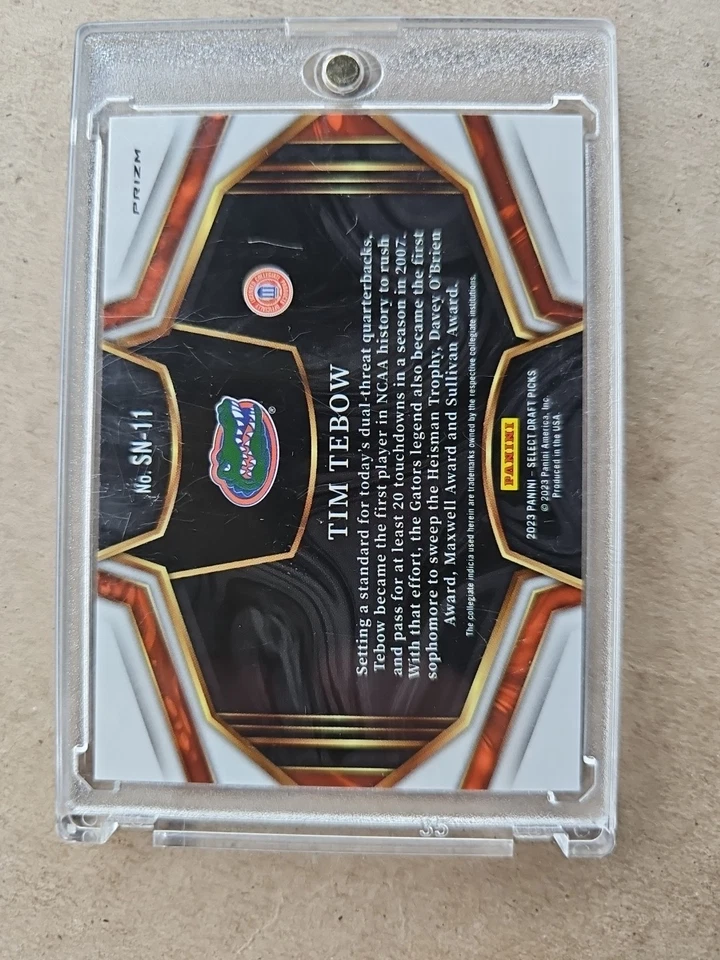 PRIZM
No. SN-11
®
TIM TEBOW
Setting a standard for today's dual-threat quarterbacks,
Tebow became the first player in NCAA history to rush
and pass for at least 20 touchdowns in a season in 2007.
With that effort, the Gators legend also became the first
sophomore to sweep the Heisman Trophy, Davey O'Brien
Award, Maxwell Award and Sullivan Award.
The collegiate indicia used herein are trademarks owned by the respective collegiate institutions.
PANINI
2023 PANINI – SELECT DRAFT PICKS
© 2023 Panini America, Inc.
Produced in the USA
35